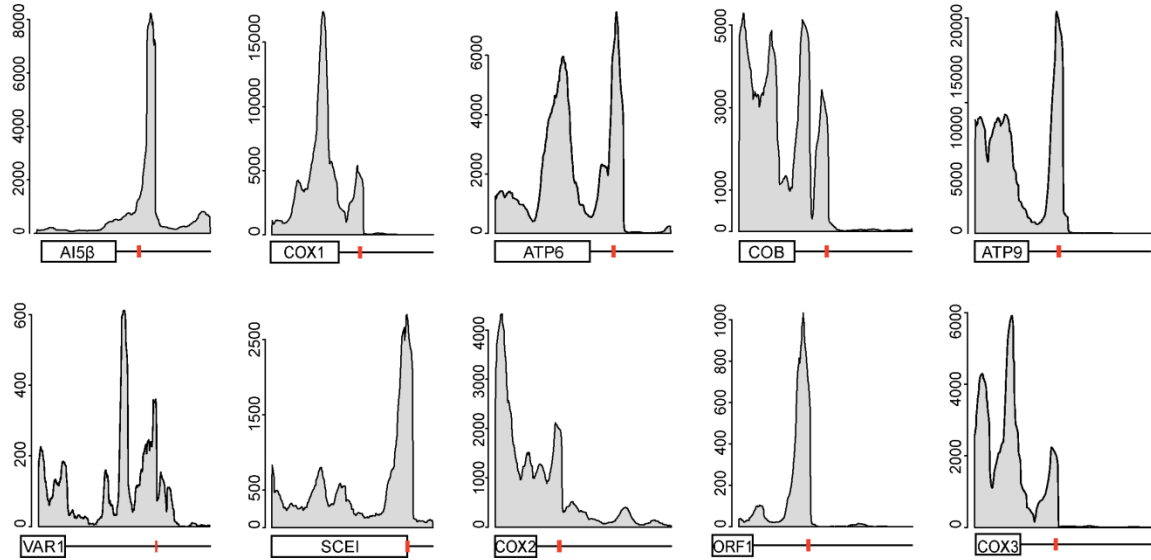 0 2000 4000 6000 8000
AI5β
0 5000 10000 15000
COX1
0 2000 4000 6000
ATP6
0 1000 3000 5000
COB
0 5000 10000 15000 20000
ATP9
0 200 400 600
VAR1
0 500 1500 2500
SCEI
0 1000 2000 3000 4000
COX2
0 200 400 600 800 1000
ORF1
0 2000 4000 6000
COX3